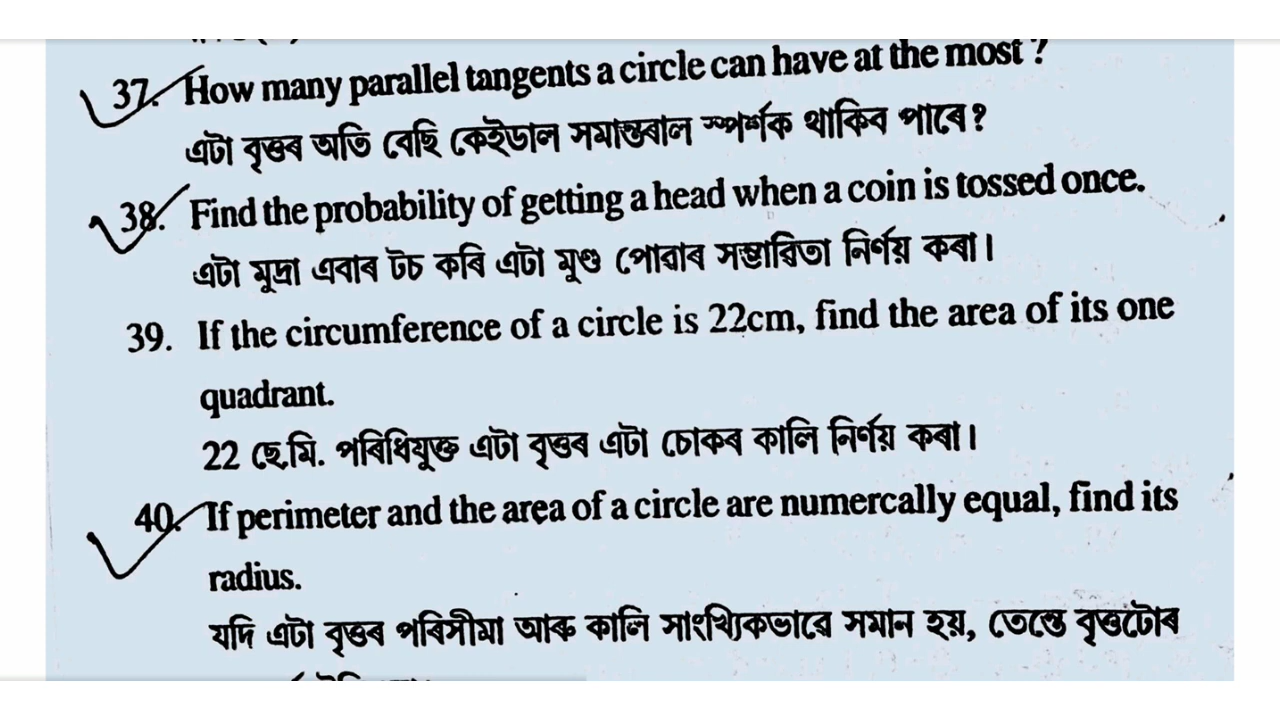 37. How many parallel tangents a circle can have at the most ?
এটা বৃত্তৰ অতি বেছি কেইডাল সমান্তৰাল স্পৰ্শক থাকিব পাৰে?
38. Find the probability of getting a head when a coin is tossed once.
এটা মুদ্ৰা এবাৰ টচ কৰি এটা মুণ্ড পোৱাৰ সম্ভাৱিতা নিৰ্ণয় কৰা।
39. If the circumference of a circle is 22cm, find the area of its one
quadrant.
22 ছে.মি. পৰিধিযুক্ত এটা বৃত্তৰ এটা চোকৰ কালি নিৰ্ণয় কৰা।
40. If perimeter and the area of a circle are numercally equal, find its
radius.
যদি এটা বৃত্তৰ পৰিসীমা আৰু কালি সাংখ্যিকভাৱে সমান হয়, তেন্তে বৃত্তটোৰ